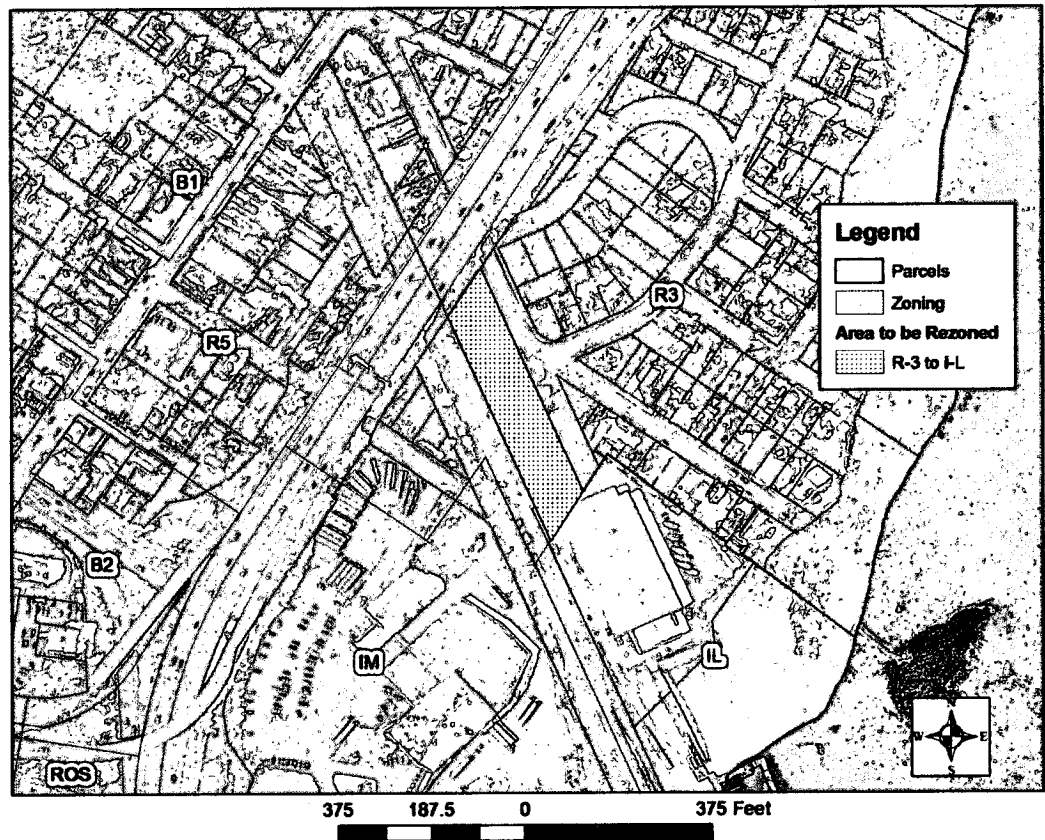 B1
R5
B2
ROS
IM
IL
R3
Legend
Parcels
Zoning
Area to be Rezoned
R-3 to I-L
N
W E
S
375 187.5 0 375 Feet